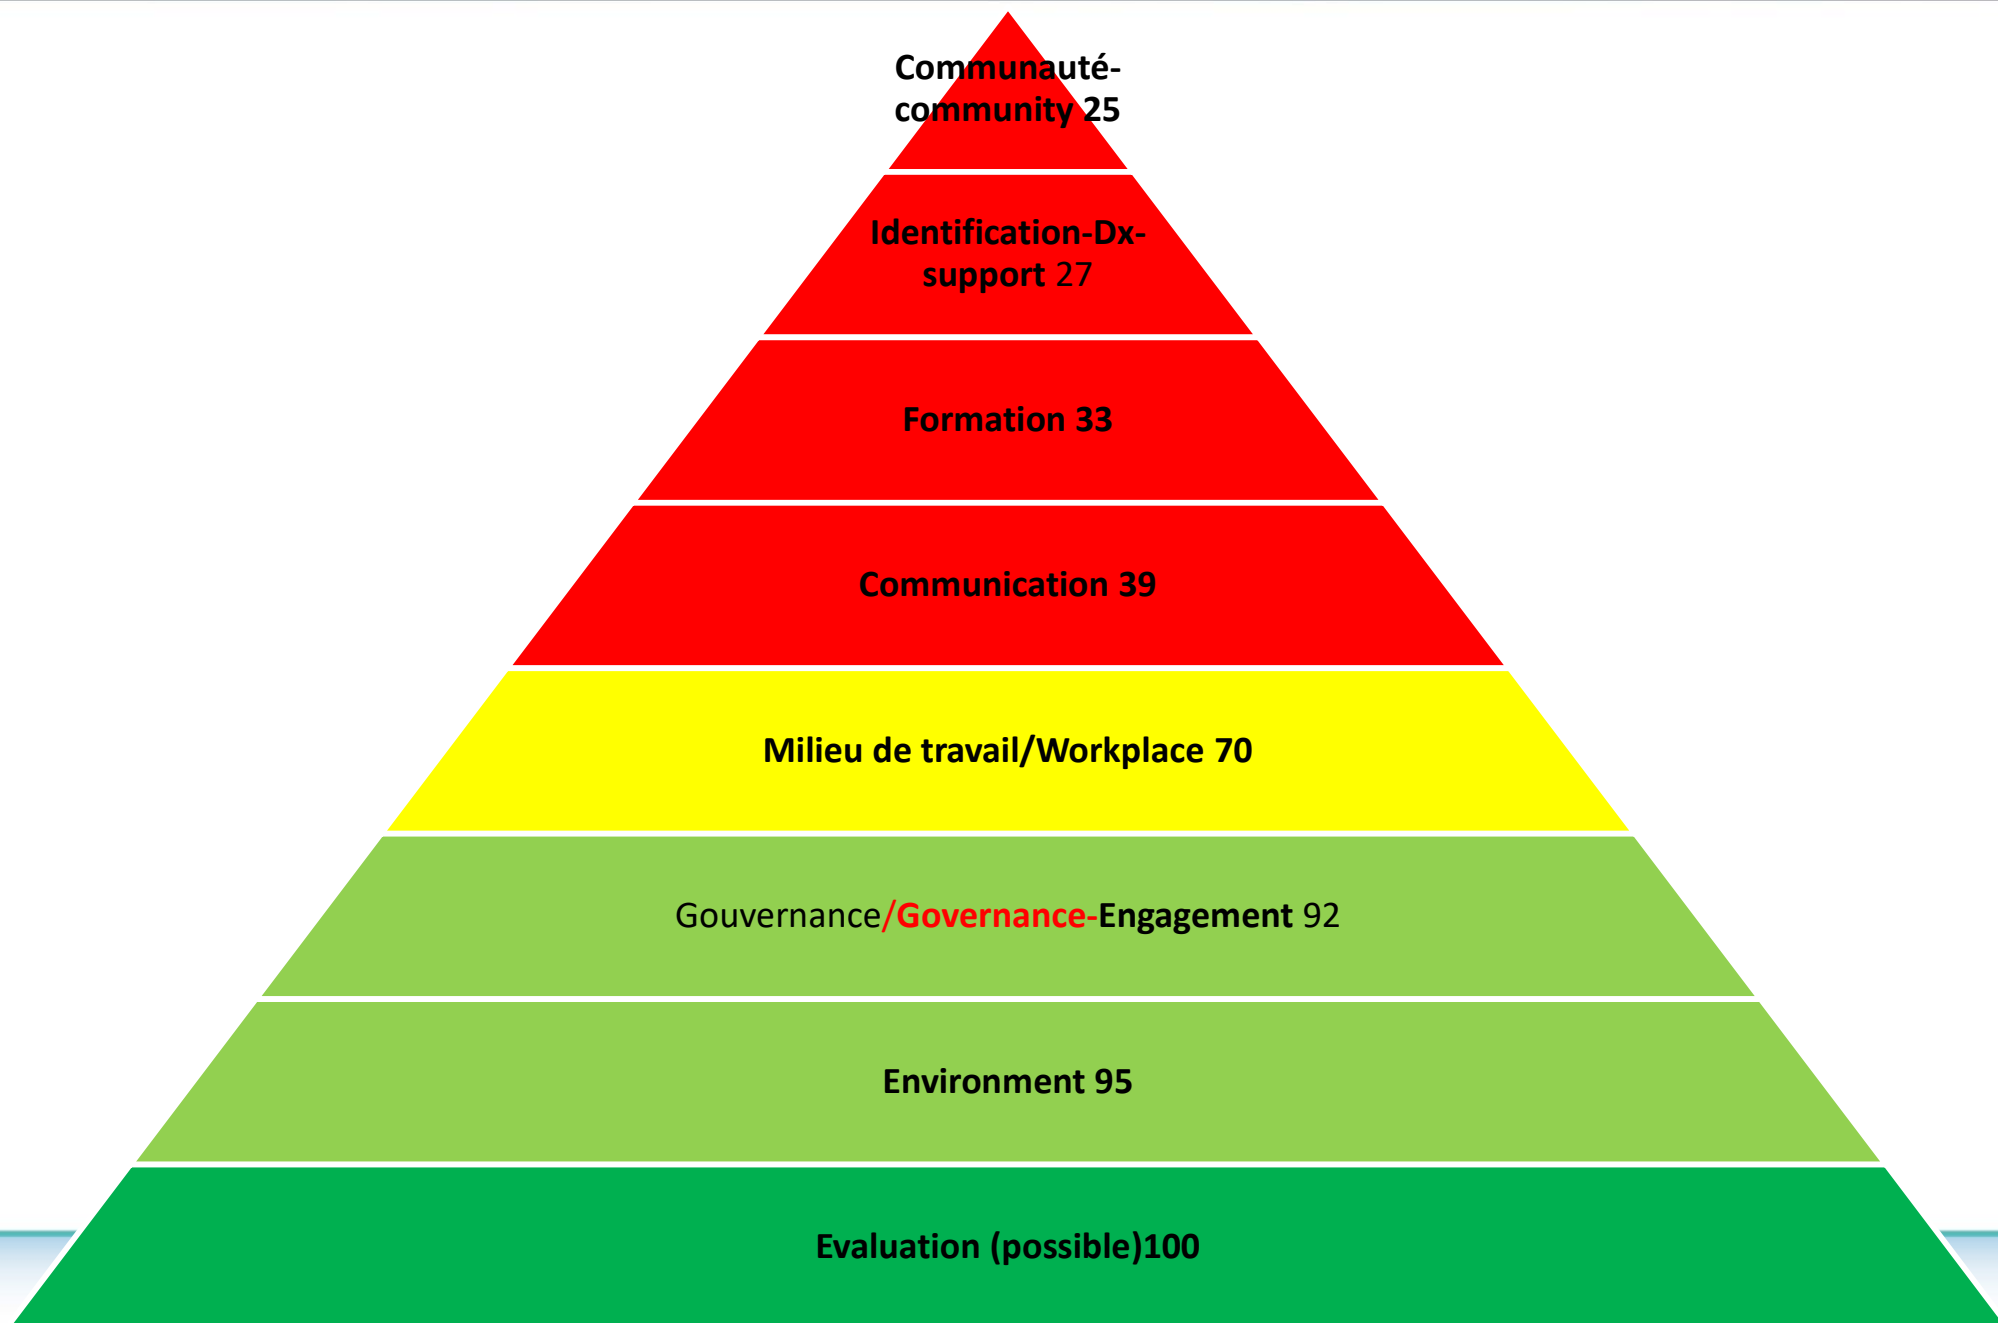 Communauté-
community 25
Identification-Dx-
support 27
Formation 33
Communication 39
Milieu de travail/Workplace 70
Gouvernance/Governance-Engagement 92
Environment 95
Evaluation (possible)100